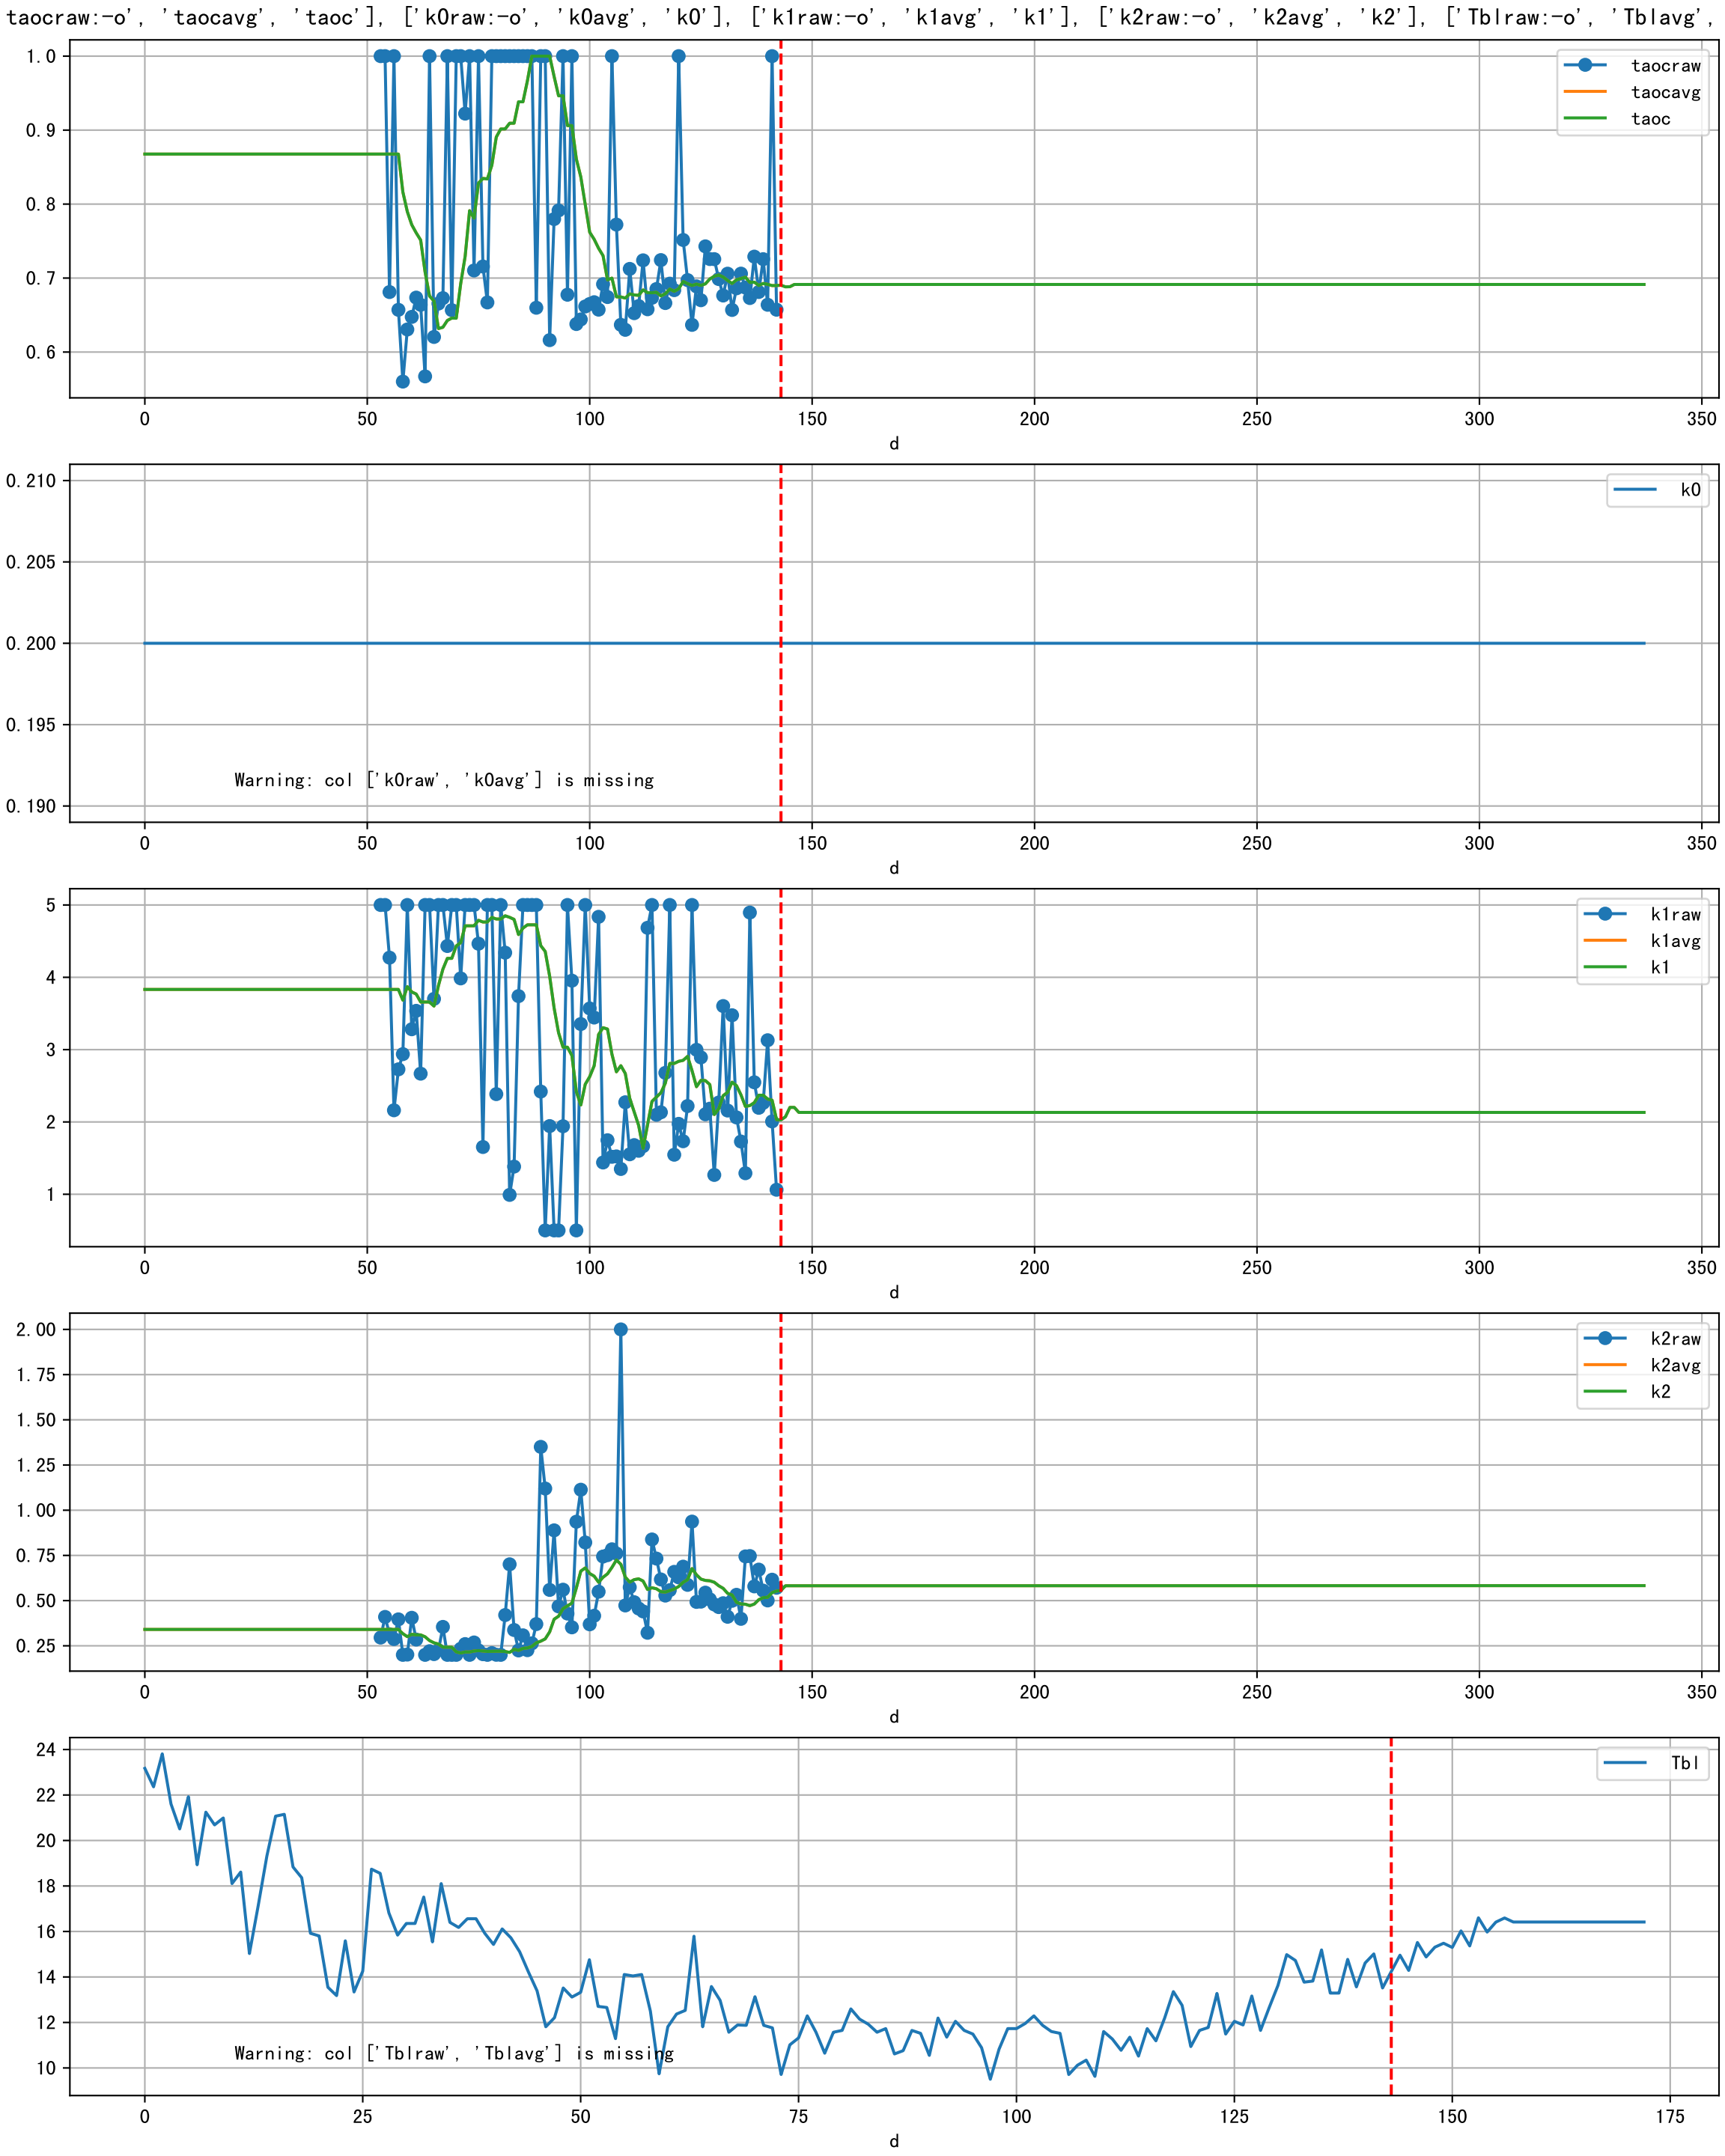 taocraw:-o', 'taocavg', 'taoc'], ['k0raw:-o', 'k0avg', 'k0'], ['k1raw:-o', 'k1avg', 'k1'], ['k2raw:-o', 'k2avg', 'k2'], ['Tblraw:-o', 'Tblavg',
1.0
0.9
0.8
0.7
0.6
taocraw
taocavg
taoc
0 50 100 150 200 250 300 350
d
0.210
0.205
0.200
0.195
0.190
k0
Warning: col ['k0raw', 'k0avg'] is missing
0 50 100 150 200 250 300 350
d
5
4
3
2
1
k1raw
k1avg
k1
0 50 100 150 200 250 300 350
d
2.00
1.75
1.50
1.25
1.00
0.75
0.50
0.25
k2raw
k2avg
k2
0 50 100 150 200 250 300 350
d
24
22
20
18
16
14
12
10
Tbl
Warning: col ['Tblraw', 'Tblavg'] is missing
0 25 50 75 100 125 150 175
d